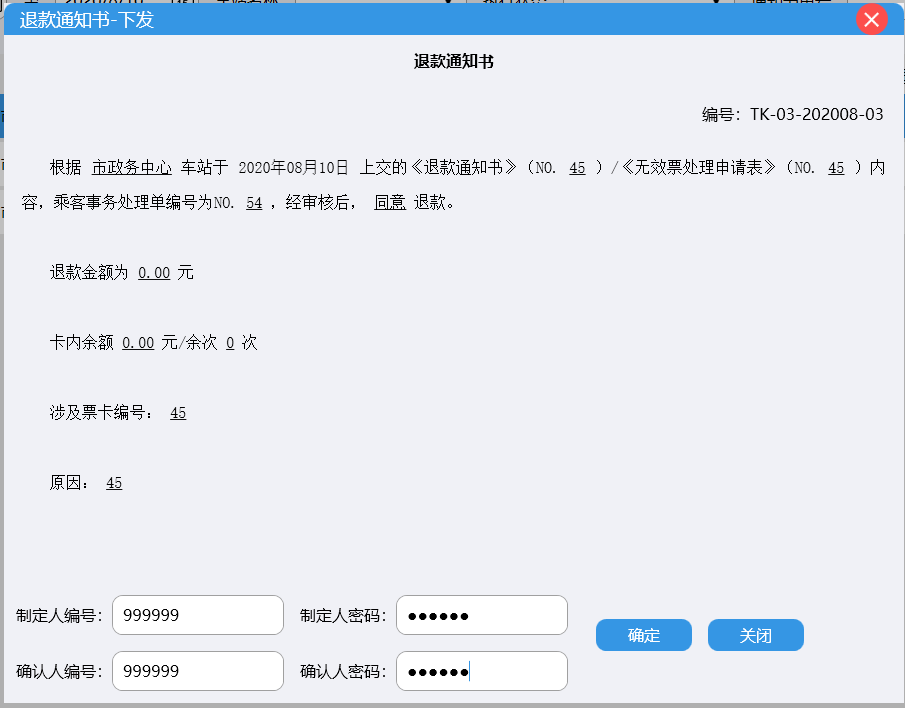 退款通知书-下发
退款通知书
编号：TK-03-202008-03
根据 市政务中心 车站于 2020年08月10日 上交的《退款通知书》（NO. 45 ）/《无效票处理申请表》（NO. 45 ）内
容，乘客事务处理单编号为NO. 54 ，经审核后， 同意 退款。
退款金额为 0.00 元
卡内余额 0.00 元/余次 0 次
涉及票卡编号： 45
原因： 45
制定人编号： 999999 制定人密码： ●●●●●●
确定 关闭
确认人编号： 999999 确认人密码： ●●●●●●